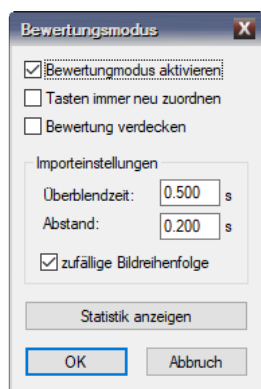 Bewertungsmodus
Bewertungmodus aktivieren
Tasten immer neu zuordnen
Bewertung verdecken
Importeinstellungen
Überblendzeit: 0.500 s
Abstand: 0.200 s
zufällige Bildreihenfolge
Statistik anzeigen
OK Abbruch